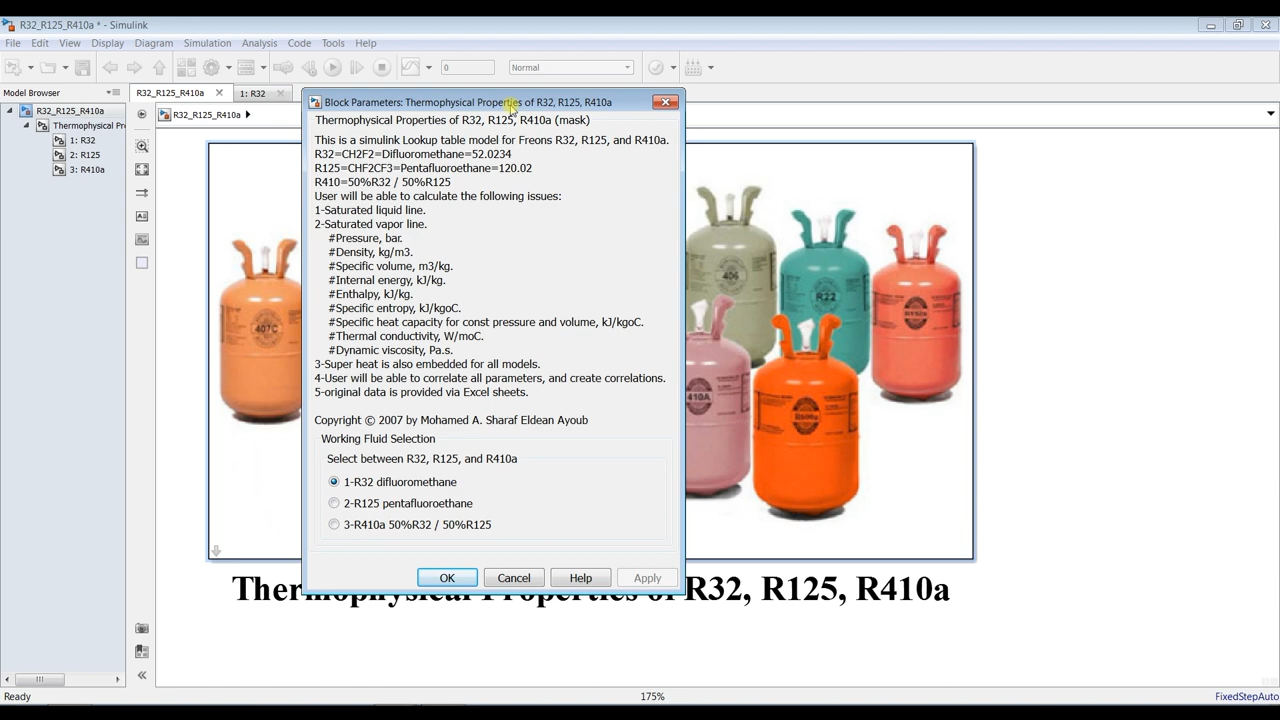 R32_R125_R410a * - Simulink
File Edit View Display Diagram Simulation Analysis Code Tools Help
0
Normal
Model Browser
R32_R125_R410a
1: R32
R32_R125_R410a
Thermophysical Pr
1: R32
2: R125
3: R410a
R32_R125_R410a
Block Parameters: Thermophysical Properties of R32, R125, R410a
Thermophysical Properties of R32, R125, R410a (mask)
This is a simulink Lookup table model for Freons R32, R125, and R410a.
R32=CH2F2=Difluoromethane=52.0234
R125=CHF2CF3=Pentafluoroethane=120.02
R410=50%R32 / 50%R125
User will be able to calculate the following issues:
1-Saturated liquid line.
2-Saturated vapor line.
#Pressure, bar.
#Density, kg/m3.
#Specific volume, m3/kg.
#Internal energy, kJ/kg.
#Enthalpy, kJ/kg.
#Specific entropy, kJ/kgoC.
#Specific heat capacity for const pressure and volume, kJ/kgoC.
#Thermal conductivity, W/moC.
#Dynamic viscosity, Pa.s.
3-Super heat is also embedded for all models.
4-User will be able to correlate all parameters, and create correlations.
5-original data is provided via Excel sheets.
Copyright © 2007 by Mohamed A. Sharaf Eldean Ayoub
Working Fluid Selection
Select between R32, R125, and R410a
1-R32 difluoromethane
2-R125 pentafluoroethane
3-R410a 50%R32 / 50%R125
OK Cancel Help Apply
407C
406
R22
410A
R600a
Thermophysical Properties of R32, R125, R410a
Ready
175%
FixedStepAuto